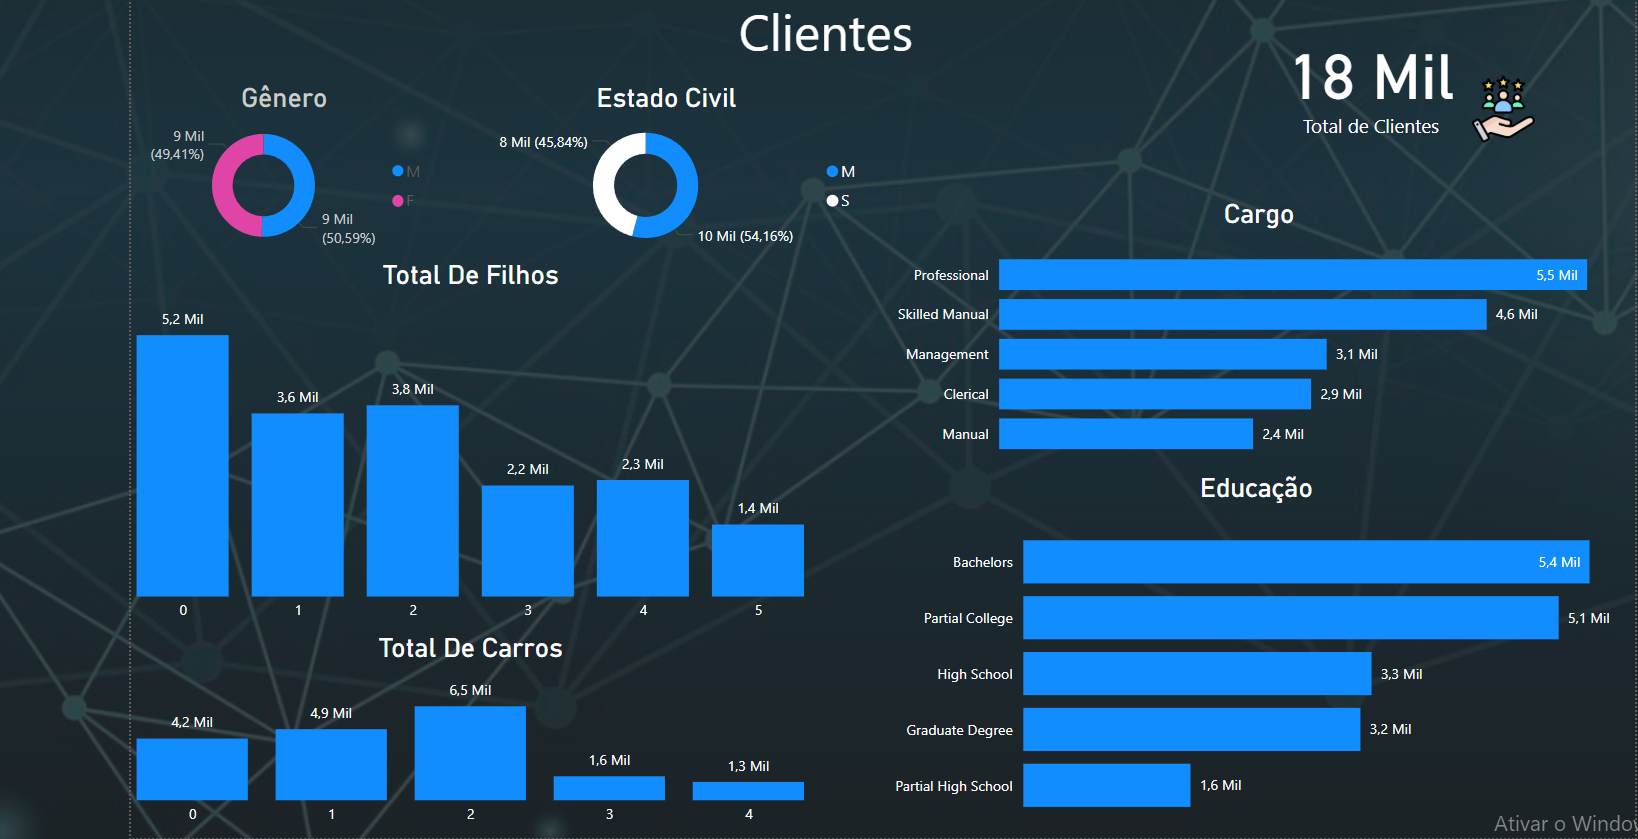 Clientes
18 Mil
Total de Clientes
Gênero
9 Mil
(49,41%)
9 Mil
(50,59%)
M
F
Estado Civil
8 Mil (45,84%)
10 Mil (54,16%)
M
S
Total De Filhos
5,2 Mil
3,6 Mil
3,8 Mil
2,2 Mil
2,3 Mil
1,4 Mil
0
1
2
3
4
5
Total De Carros
4,2 Mil
4,9 Mil
6,5 Mil
1,6 Mil
1,3 Mil
0
1
2
3
4
Cargo
Professional
5,5 Mil
Skilled Manual
4,6 Mil
Management
3,1 Mil
Clerical
2,9 Mil
Manual
2,4 Mil
Educação
Bachelors
5,4 Mil
Partial College
5,1 Mil
High School
3,3 Mil
Graduate Degree
3,2 Mil
Partial High School
1,6 Mil
Ativar o Windo